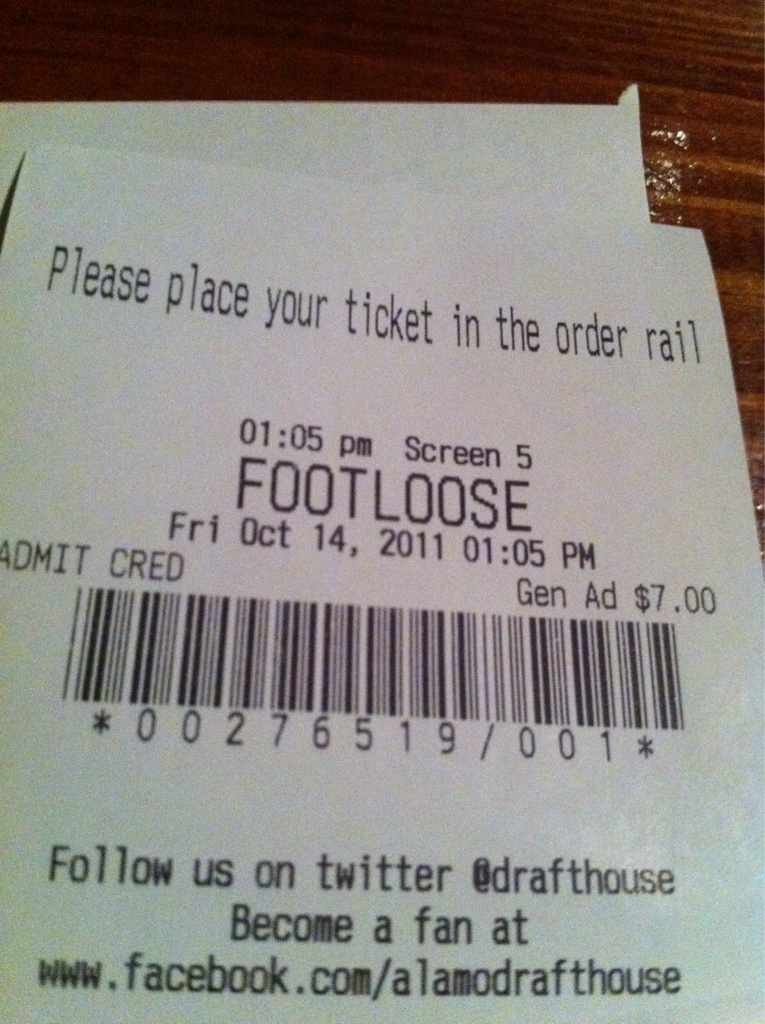 Please place your ticket in the order rail
01:05 pm Screen 5
FOOTLOOSE
Fri Oct 14, 2011 01:05 PM
ADMIT CRED
Gen Ad $7.00
*00276519/001*
Follow us on twitter @drafthouse
Become a fan at
www.facebook.com/alamodrafthouse